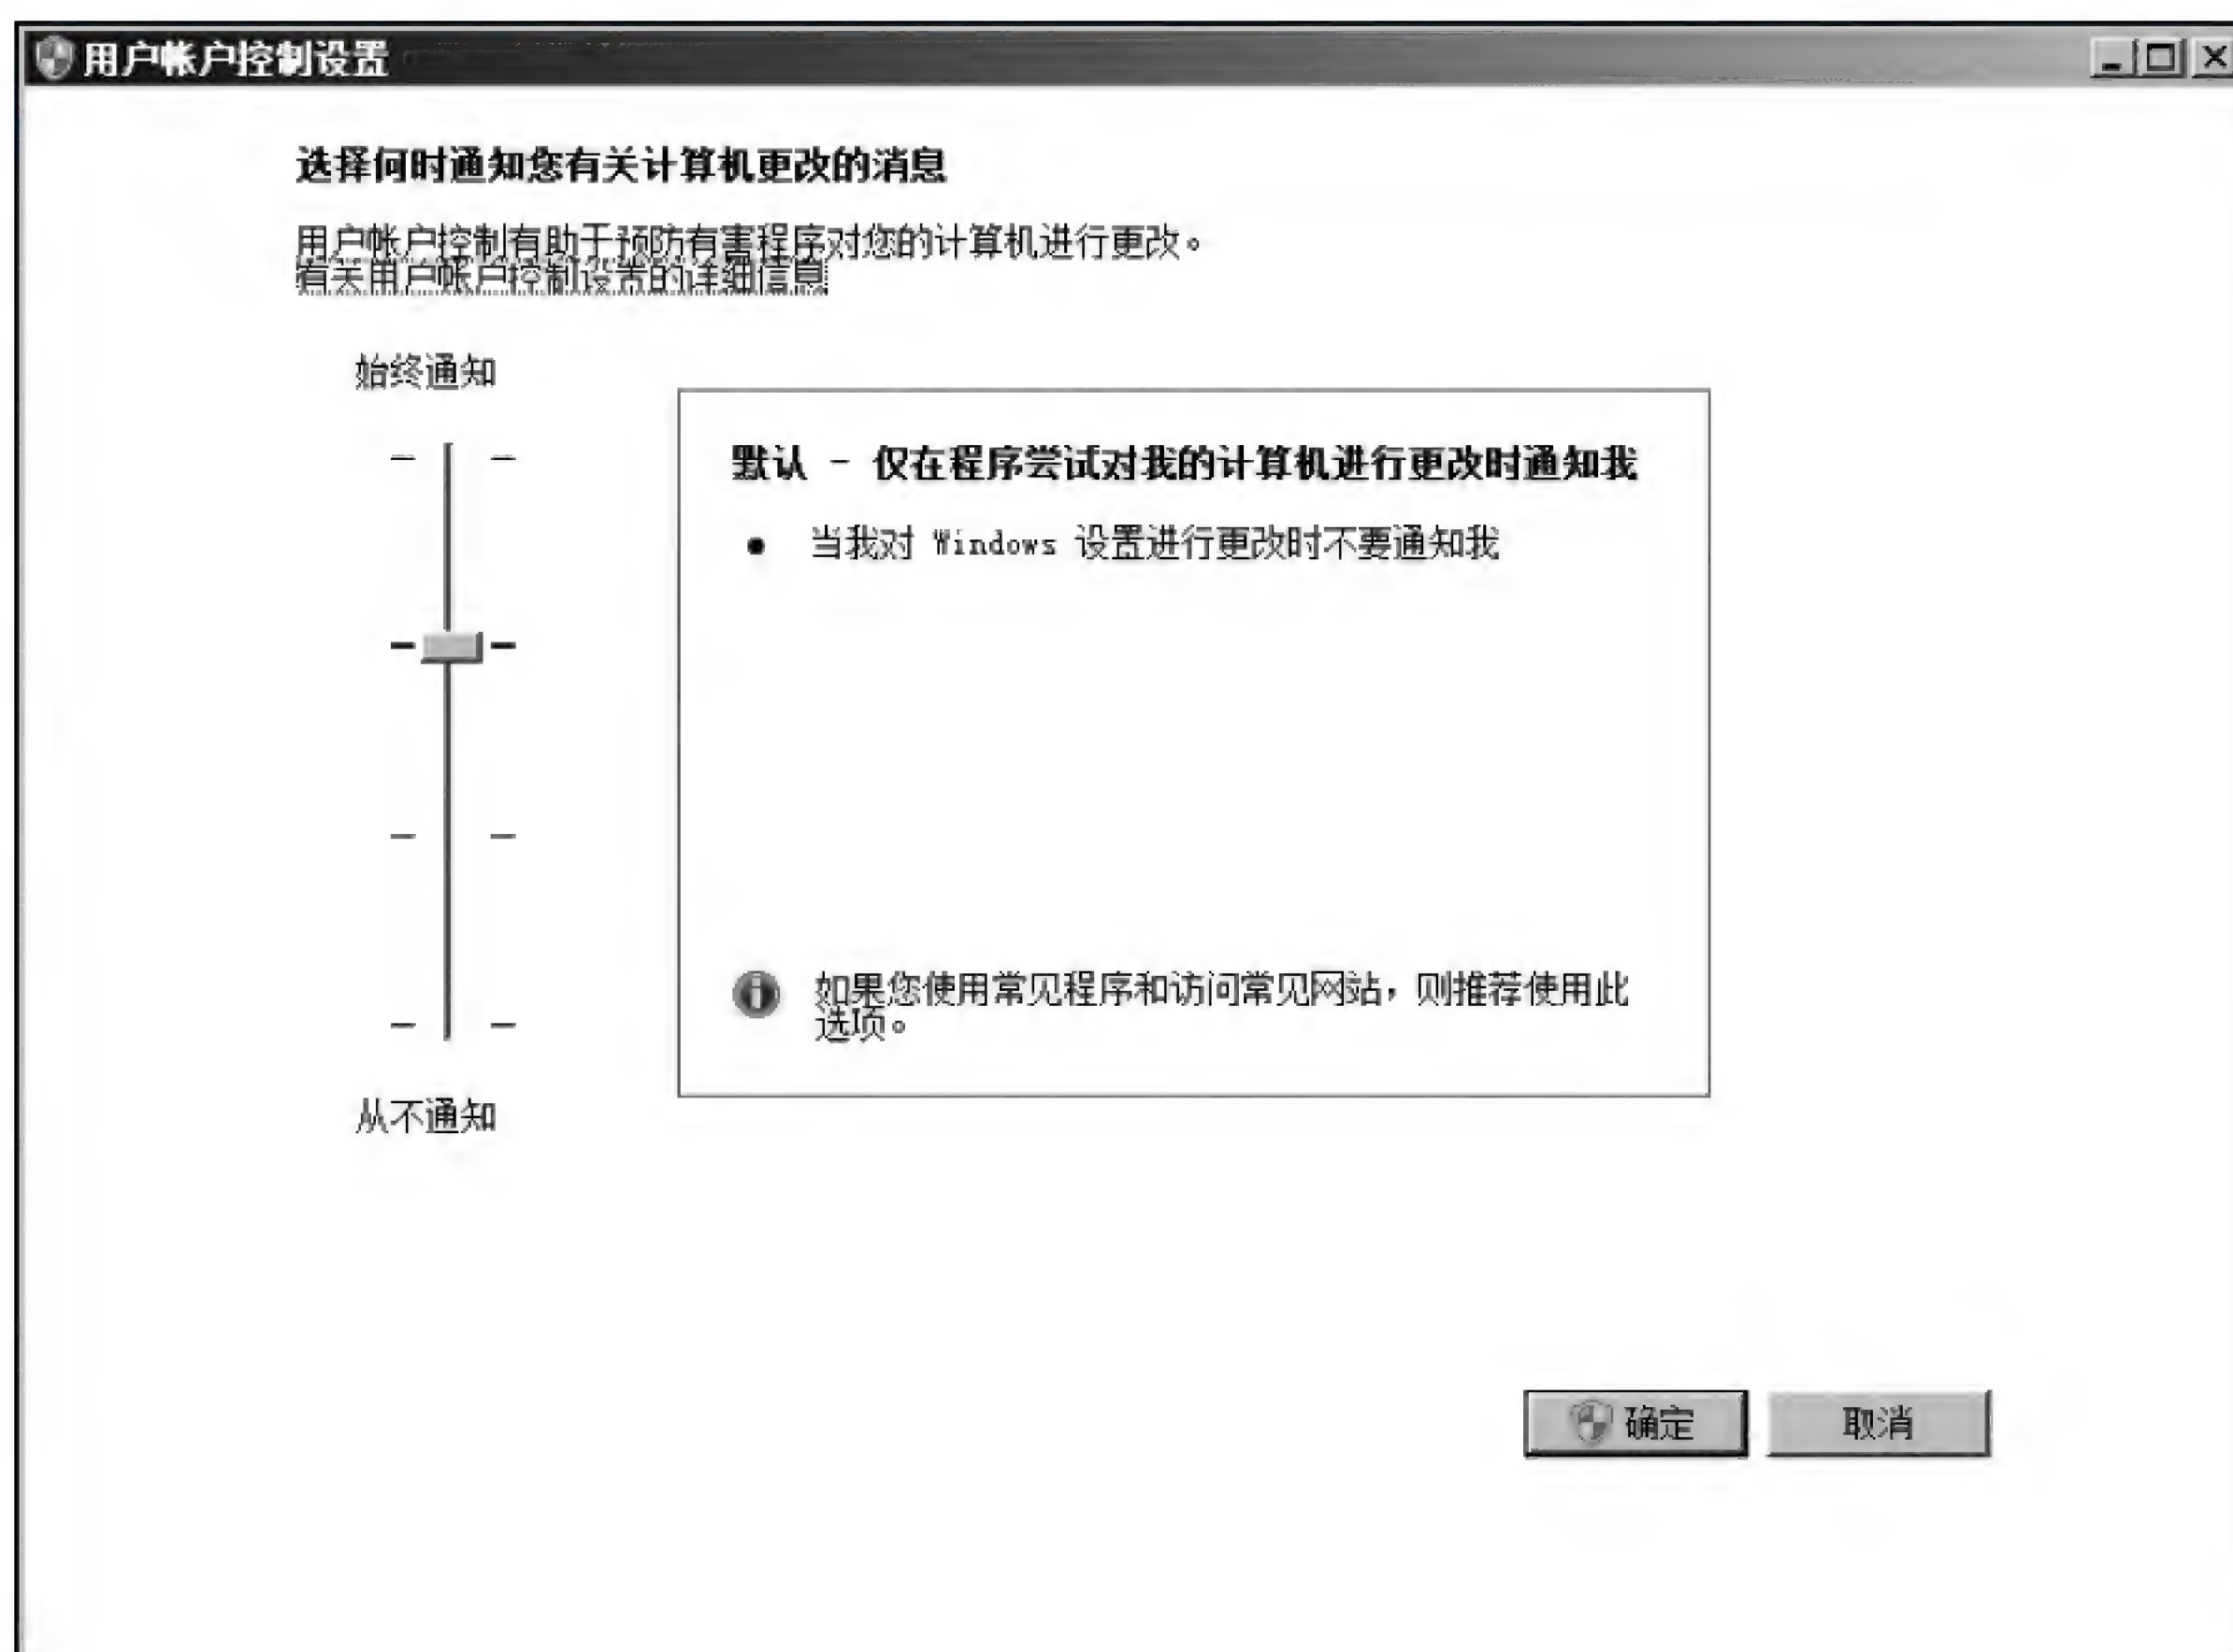 用户帐户控制设置
选择何时通知您有关计算机更改的消息
用户帐户控制有助于预防有害程序对您的计算机进行更改。
有关用户帐户控制设置的详细信息
始终通知
默认 - 仅在程序尝试对我的计算机进行更改时通知我
• 当我对 Windows 设置进行更改时不要通知我
如果您使用常见程序和访问常见网站，则推荐使用此
选项。
从不通知
确定
取消